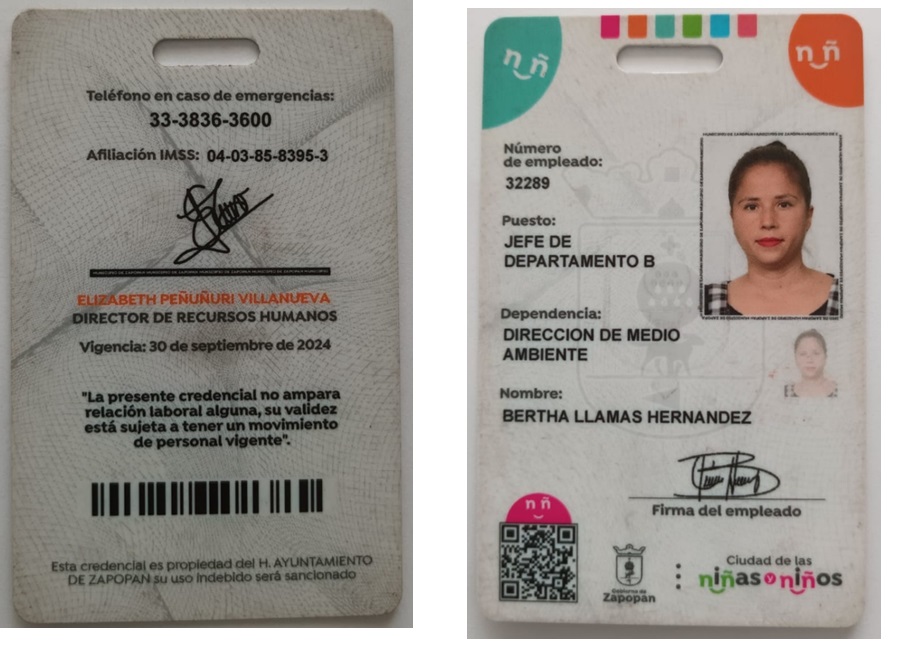 Teléfono en caso de emergencias:
33-3836-3600
Afiliación IMSS: 04-03-85-8395-3
ELIZABETH PEÑUÑURI VILLANUEVA
DIRECTOR DE RECURSOS HUMANOS
Vigencia: 30 de septiembre de 2024
"La presente credencial no ampara
relación laboral alguna, su validez
está sujeta a tener un movimiento
de personal vigente".
Esta credencial es propiedad del H. AYUNTAMIENTO
DE ZAPOPAN su uso indebido será sancionado
n ñ
n ñ
Número
de empleado:
32289
Puesto:
JEFE DE
DEPARTAMENTO B
Dependencia:
DIRECCION DE MEDIO
AMBIENTE
Nombre:
BERTHA LLAMAS HERNANDEZ
Firma del empleado
n ñ
Gobierno de
Zapopan
Ciudad de las
niñas y niños